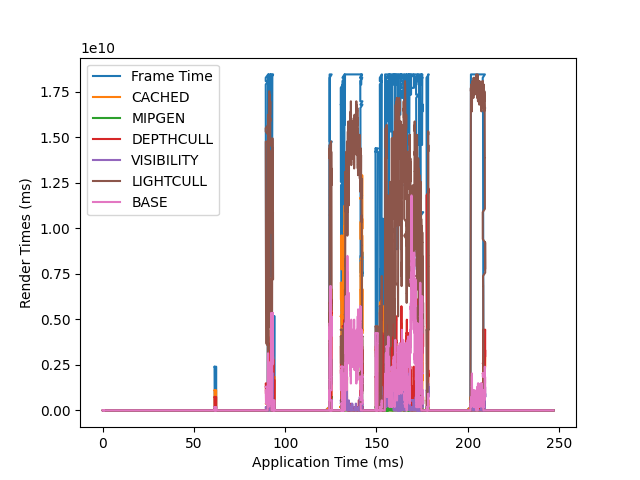 1e10
Frame Time
CACHED
MIPGEN
DEPTHCULL
VISIBILITY
LIGHTCULL
BASE
Render Times (ms)
1.75
1.50
1.25
1.00
0.75
0.50
0.25
0.00
0 50 100 150 200 250
Application Time (ms)